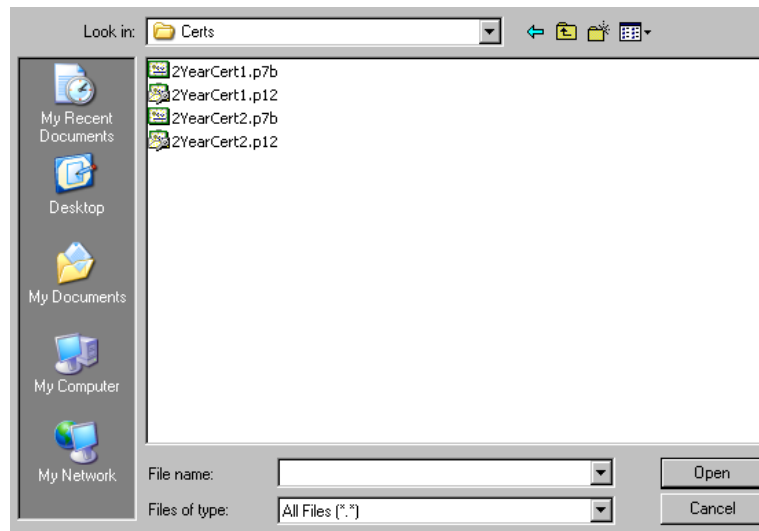 Look in: Certs
2YearCert1.p7b
2YearCert1.p12
2YearCert2.p7b
2YearCert2.p12
My Recent
Documents
Desktop
My Documents
My Computer
My Network
File name: Open
Files of type: All Files (*.*) Cancel